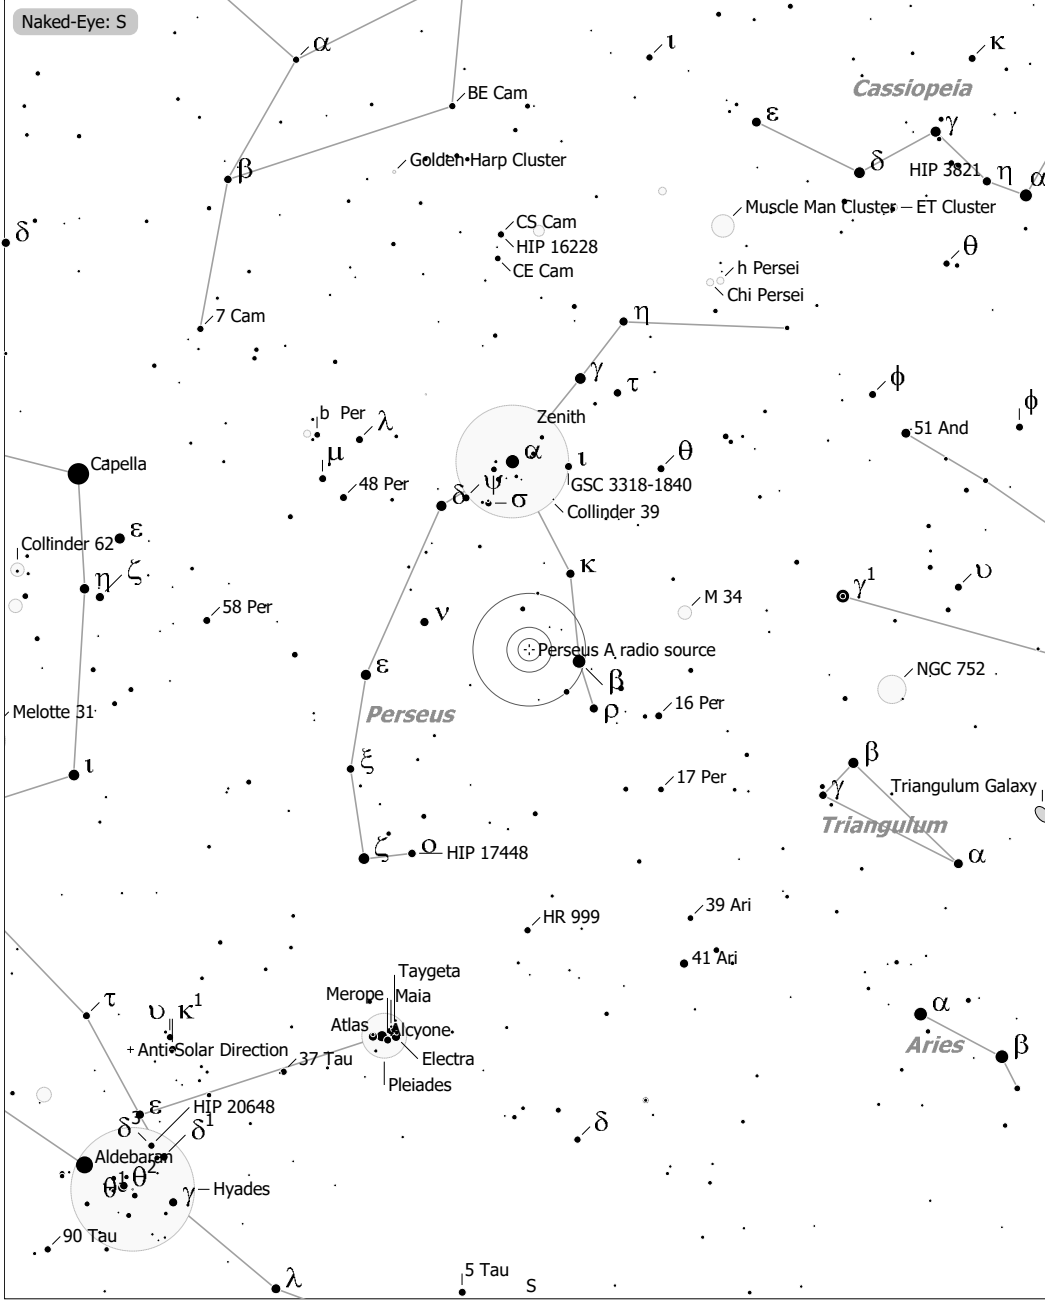 Naked-Eye: S
α
ι
κ
Cassiopeia
BE Cam
ε
γ
Golden Harp Cluster
β
δ
HIP 3821
η
α
Muscle Man Cluster
ET Cluster
δ
CS Cam
HIP 16228
CE Cam
θ
h Persei
Chi Persei
7 Cam
η
γ
τ
φ
b Per
λ
Zenith
φ
51 And
μ
α
ι
θ
Capella
48 Per
δ
ψ
σ
GSC 3318-1840
Collinder 39
ε
Collinder 62
η
ζ
κ
γ1
υ
58 Per
ν
M 34
Perseus A radio source
ε
β
NGC 752
Melotte 31
Perseus
ρ
16 Per
ι
ξ
17 Per
β
γ
Triangulum Galaxy
Triangulum
ζ
ο
HIP 17448
α
HR 999
39 Ari
41 Ari
Taygeta
Merope
Maia
τ
υ
κ1
Atlas
Alcyone
α
Anti-Solar Direction
37 Tau
Electra
Aries
β
Pleiades
ε
HIP 20648
δ3
δ1
δ
Aldebaran
θ1
θ2
γ
Hyades
90 Tau
λ
5 Tau
S